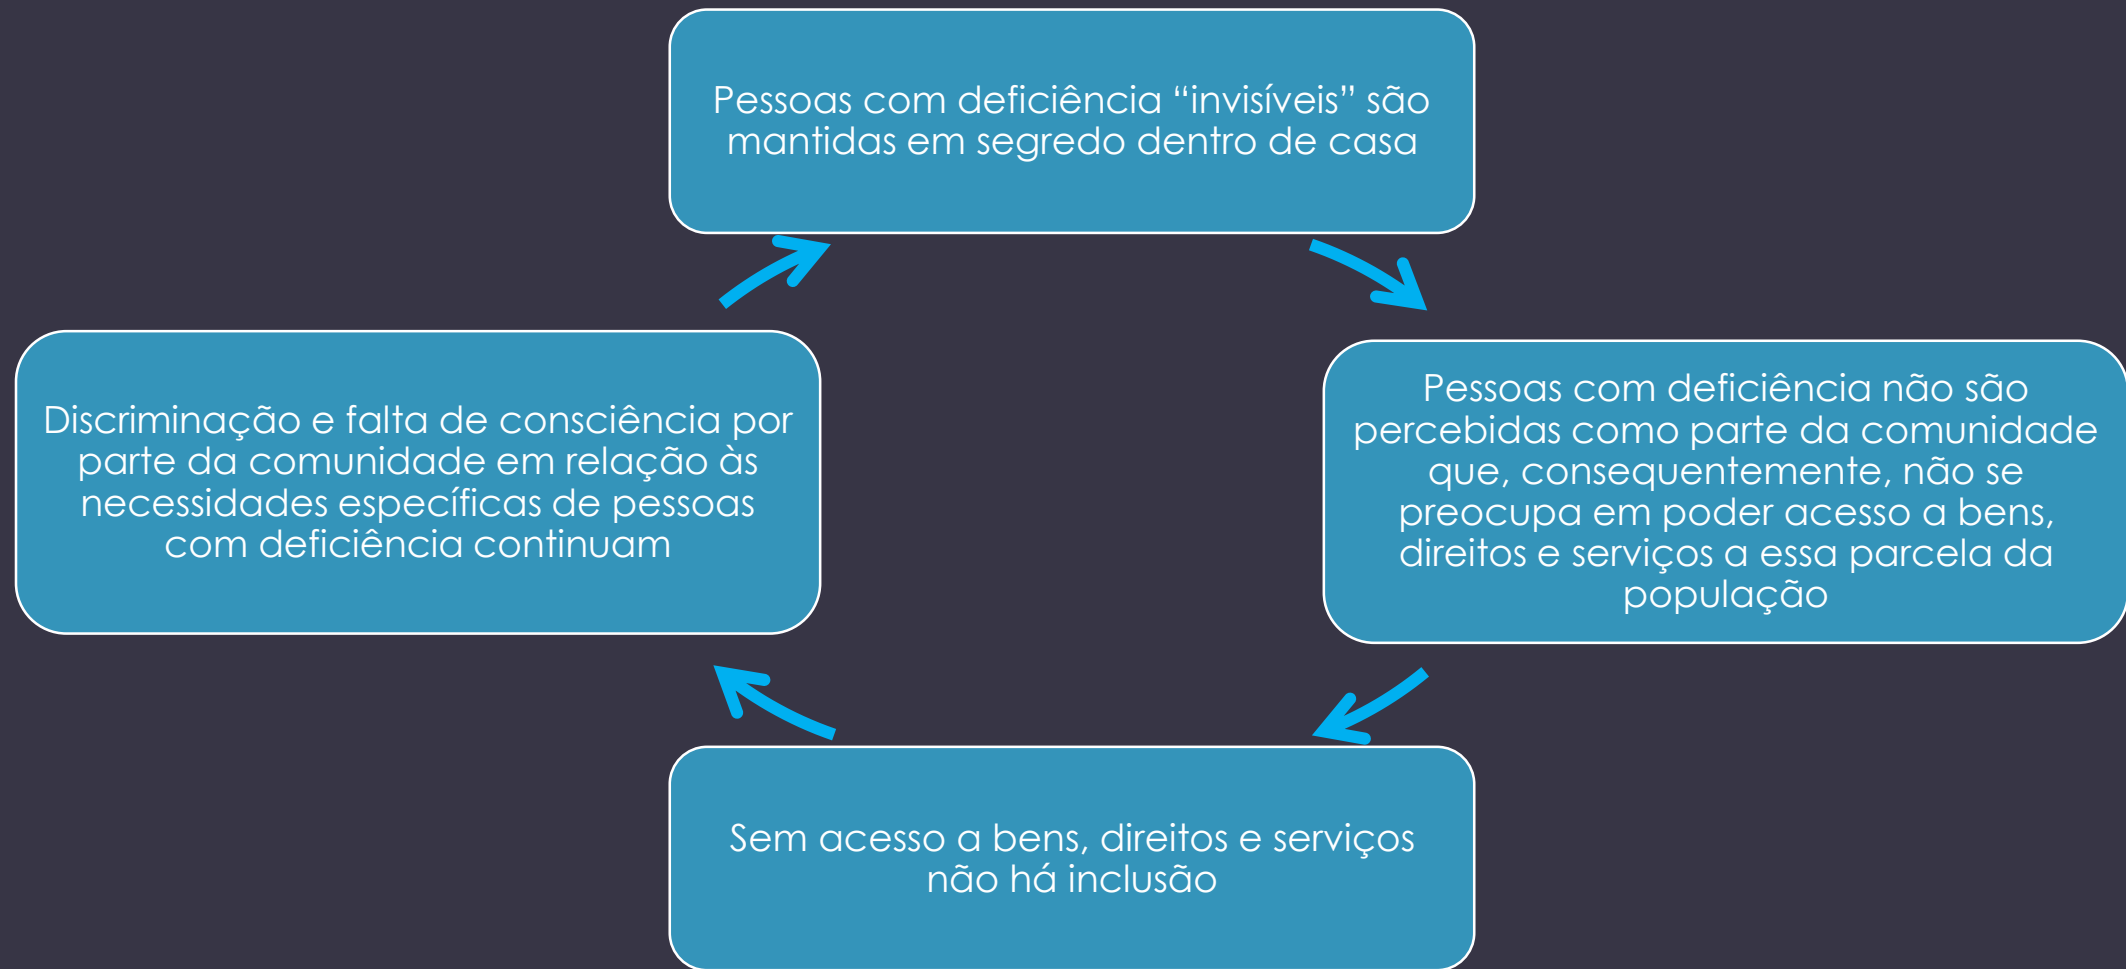 Pessoas com deficiência “invisíveis” são
mantidas em segredo dentro de casa
Pessoas com deficiência não são
percebidas como parte da comunidade
que, consequentemente, não se
preocupa em poder acesso a bens,
direitos e serviços a essa parcela da
população
Sem acesso a bens, direitos e serviços
não há inclusão
Discriminação e falta de consciência por
parte da comunidade em relação às
necessidades específicas de pessoas
com deficiência continuam